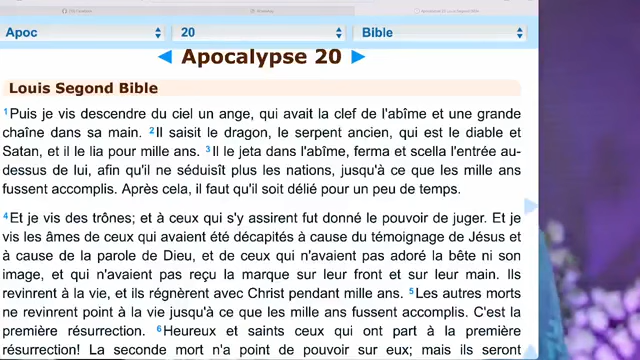 Apoc 20 Bible
Apocalypse 20
Louis Segond Bible
1Puis je vis descendre du ciel un ange, qui avait la clef de l'abîme et une grande
chaîne dans sa main. 2Il saisit le dragon, le serpent ancien, qui est le diable et
Satan, et il le lia pour mille ans. 3Il le jeta dans l'abîme, ferma et scella l'entrée au-
dessus de lui, afin qu'il ne séduisît plus les nations, jusqu'à ce que les mille ans
fussent accomplis. Après cela, il faut qu'il soit délié pour un peu de temps.
4Et je vis des trônes; et à ceux qui s'y assirent fut donné le pouvoir de juger. Et je
vis les âmes de ceux qui avaient été décapités à cause du témoignage de Jésus et
à cause de la parole de Dieu, et de ceux qui n'avaient pas adoré la bête ni son
image, et qui n'avaient pas reçu la marque sur leur front et sur leur main. Ils
revinrent à la vie, et ils régnèrent avec Christ pendant mille ans. 5Les autres morts
ne revinrent point à la vie jusqu'à ce que les mille ans fussent accomplis. C'est la
première résurrection. 6Heureux et saints ceux qui ont part à la première
résurrection! La seconde mort n'a point de pouvoir sur eux; mais ils seront